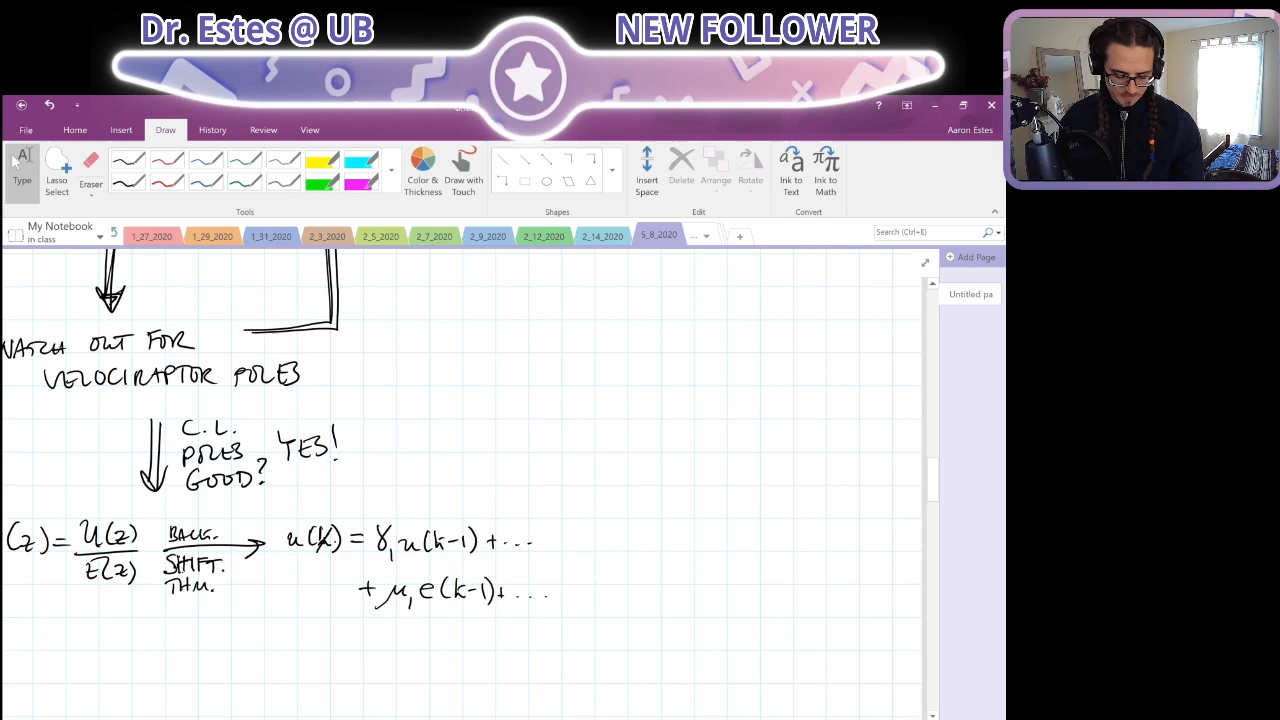 Dr. Estes @ UB
NEW FOLLOWER
File
Home
Insert
Draw
History
Review
View
Aaron Estes
Type
Lasso Select
Eraser
Color & Thickness
Draw with Touch
Insert Space
Delete
Arrange
Rotate
Ink to Text
Ink to Math
Tools
Shapes
Edit
Convert
My Notebook
in class
1_27_2020
1_29_2020
1_31_2020
2_3_2020
2_5_2020
2_7_2020
2_9_2020
2_12_2020
2_14_2020
5_8_2020
...
Search (Ctrl+E)
Add Page
Untitled pa
WATCH OUT FOR
VELOCIRAPTOR POLES
C.L.
POLES
GOOD? YES!
(z) = U(z)/E(z)
BACK.
SHIFT.
THM.
u(k) = γ₁u(k-1) + ...
+ μ₁e(k-1) + ...